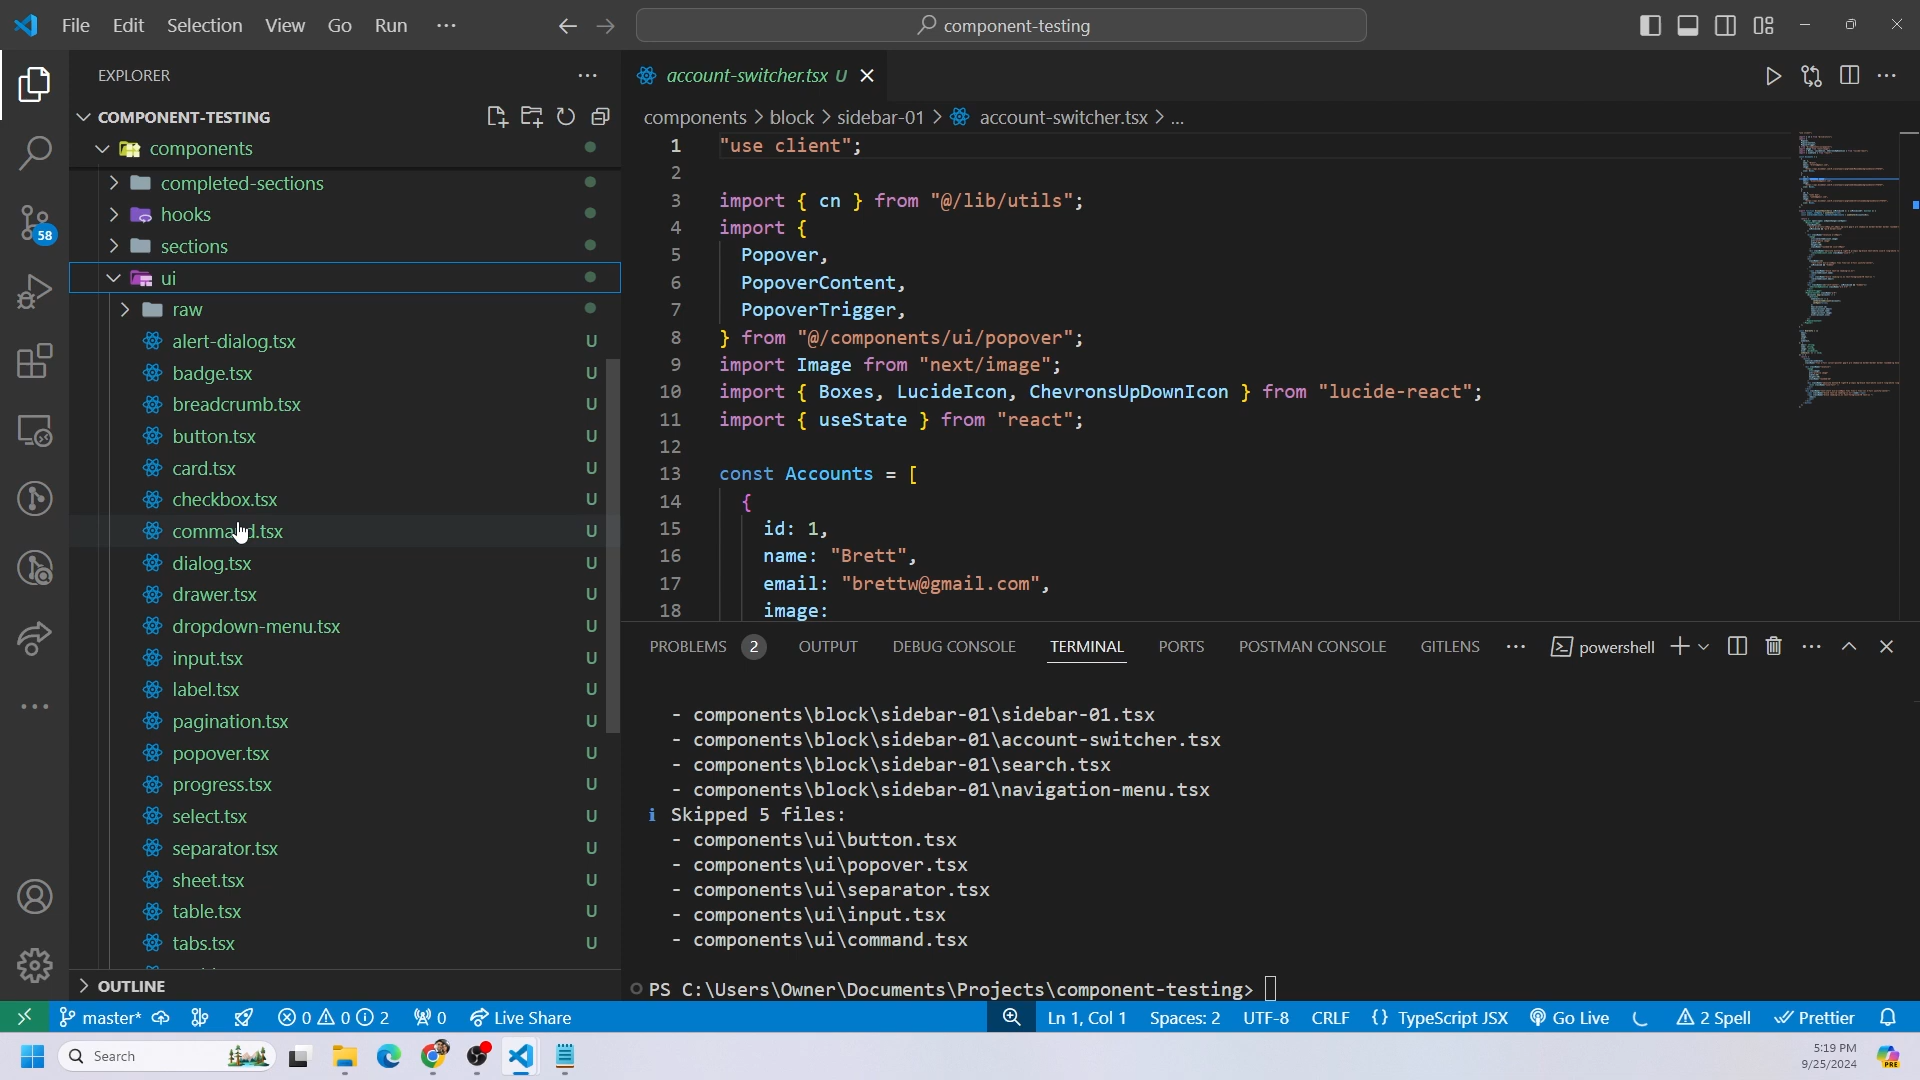 File Edit Selection View Go Run ···
component-testing
EXPLORER
COMPONENT-TESTING
components
completed-sections
hooks
sections
ui
raw
alert-dialog.tsx U
badge.tsx U
breadcrumb.tsx U
button.tsx U
card.tsx U
checkbox.tsx U
command.tsx U
dialog.tsx U
drawer.tsx U
dropdown-menu.tsx U
input.tsx U
label.tsx U
pagination.tsx U
popover.tsx U
progress.tsx U
select.tsx U
separator.tsx U
sheet.tsx U
table.tsx U
tabs.tsx U
OUTLINE
58
account-switcher.tsx U
components > block > sidebar-01 > account-switcher.tsx > ...
1 "use client";
2
3 import { cn } from "@/lib/utils";
4 import {
5 Popover,
6 PopoverContent,
7 PopoverTrigger,
8 } from "@/components/ui/popover";
9 import Image from "next/image";
10 import { Boxes, LucideIcon, ChevronsUpDownIcon } from "lucide-react";
11 import { useState } from "react";
12
13 const Accounts = [
14 {
15 id: 1,
16 name: "Brett",
17 email: "brettw@gmail.com",
18 image:
PROBLEMS 2 OUTPUT DEBUG CONSOLE TERMINAL PORTS POSTMAN CONSOLE GITLENS ··· powershell
- components\block\sidebar-01\sidebar-01.tsx
- components\block\sidebar-01\account-switcher.tsx
- components\block\sidebar-01\search.tsx
- components\block\sidebar-01\navigation-menu.tsx
i Skipped 5 files:
- components\ui\button.tsx
- components\ui\popover.tsx
- components\ui\separator.tsx
- components\ui\input.tsx
- components\ui\command.tsx
PS C:\Users\Owner\Documents\Projects\component-testing>
master* 0 0 2 0 Live Share Ln 1, Col 1 Spaces: 2 UTF-8 CRLF {} TypeScript JSX Go Live 2 Spell Prettier
Search
5:19 PM
9/25/2024
PRE